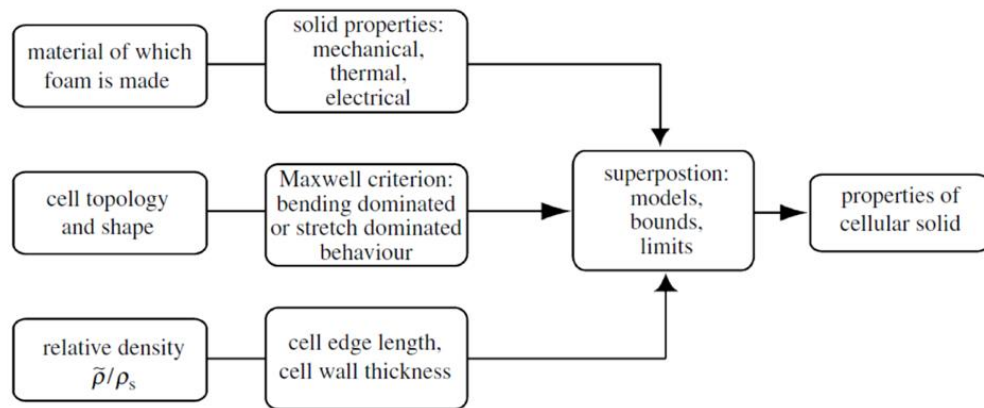 material of which
foam is made
solid properties:
mechanical,
thermal,
electrical
cell topology
and shape
Maxwell criterion:
bending dominated
or stretch dominated
behaviour
relative density
ρ̃/ρₛ
cell edge length,
cell wall thickness
superpostion:
models,
bounds,
limits
properties of
cellular solid